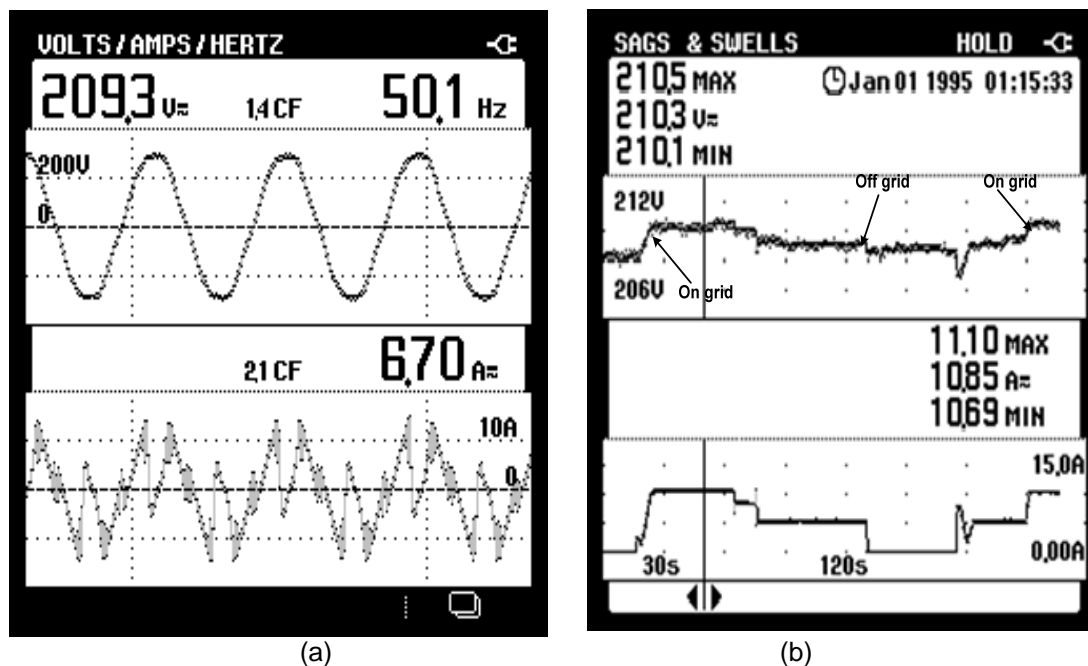 VOLTS/AMPS/HERTZ
209,3 V≂ 1,4 CF 50,1 Hz
200V
0
2,1 CF 6,70 A≂
10A
0
(a)
SAGS & SWELLS HOLD
210,5 MAX Jan 01 1995 01:15:33
210,3 V≂
210,1 MIN
Off grid On grid
212V
206V On grid
11,10 MAX
10,85 A≂
10,69 MIN
15,0A
0,00A
30s 120s
(b)